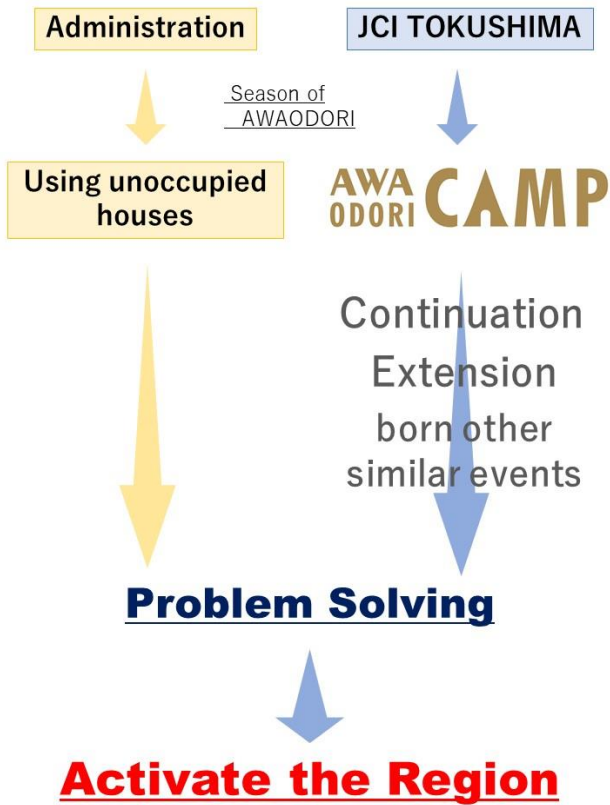 Administration
JCI TOKUSHIMA
Season of
AWAODORI
Using unoccupied
houses
AWA
ODORI
CAMP
Continuation
Extension
born other
similar events
Problem Solving
Activate the Region